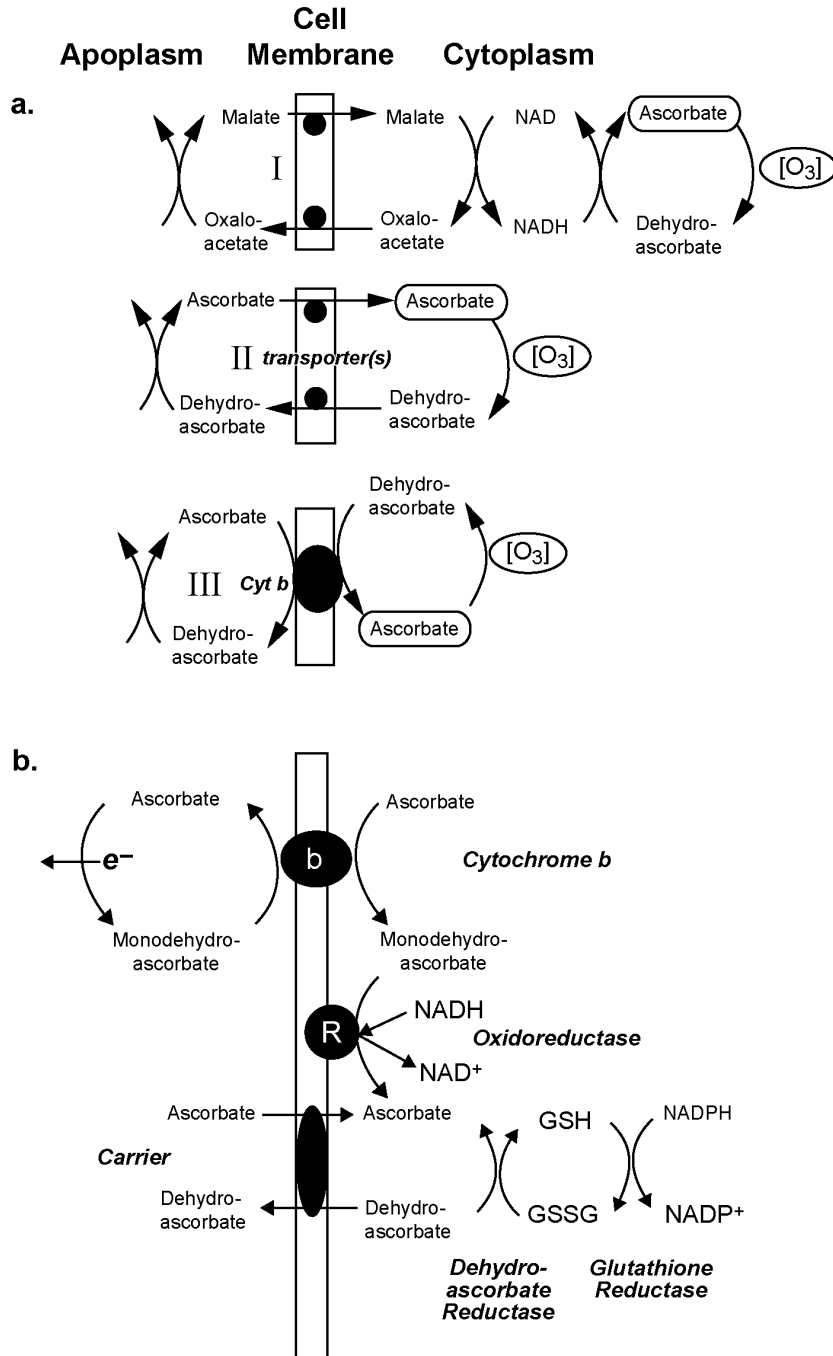 Cell
Apoplasm Membrane Cytoplasm
a.
Malate Malate NAD Ascorbate
[O3]
I
Oxalo-
acetate
Oxalo-
acetate
NADH
Dehydro-
ascorbate
Ascorbate Ascorbate
II transporter(s)
[O3]
Dehydro-
ascorbate
Dehydro-
ascorbate
Dehydro-
ascorbate
Ascorbate
[O3]
III Cyt b
Ascorbate
Dehydro-
ascorbate
b.
Ascorbate Ascorbate
e– b Cytochrome b
Monodehydro-
ascorbate
Monodehydro-
ascorbate
NADH
R Oxidoreductase
NAD+
Ascorbate Ascorbate GSH NADPH
Carrier
Dehydro-
ascorbate
Dehydro-
ascorbate
GSSG NADP+
Dehydro-
ascorbate
Reductase
Glutathione
Reductase